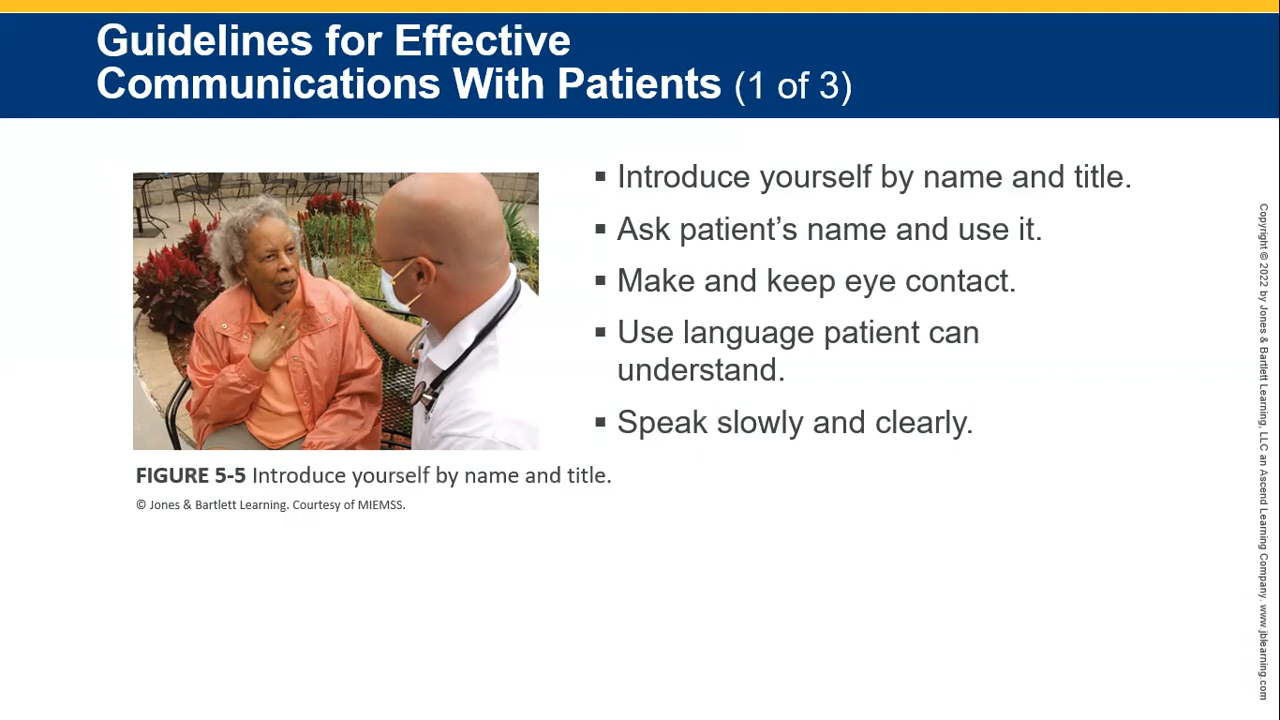 Guidelines for Effective
Communications With Patients (1 of 3)
▪ Introduce yourself by name and title.
▪ Ask patient's name and use it.
▪ Make and keep eye contact.
▪ Use language patient can
understand.
▪ Speak slowly and clearly.
FIGURE 5-5 Introduce yourself by name and title.
© Jones & Bartlett Learning. Courtesy of MIEMSS.
Copyright © 2022 by Jones & Bartlett Learning, LLC an Ascend Learning Company. www.jblearning.com